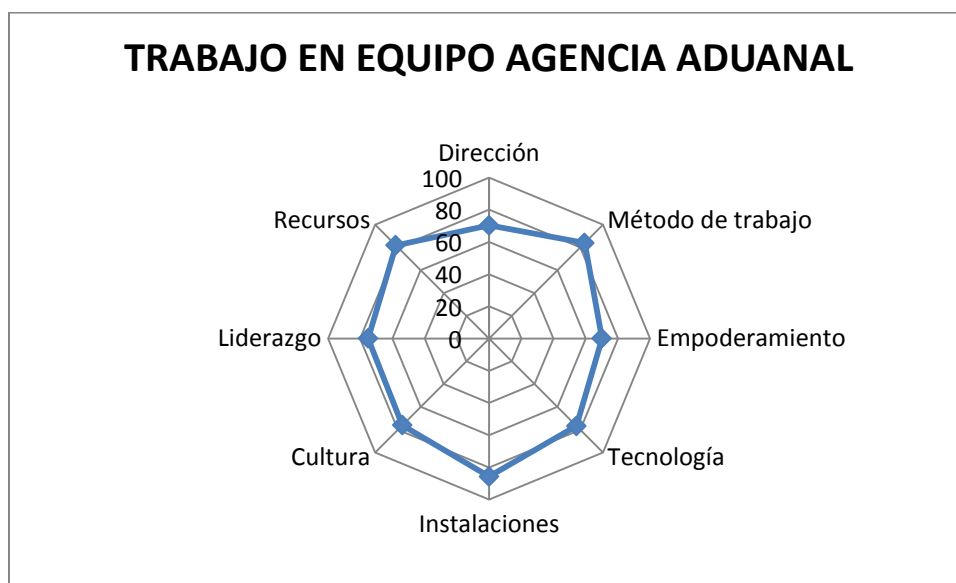 TRABAJO EN EQUIPO AGENCIA ADUANAL
Dirección
100
80
60
40
20
0
Método de trabajo
Empoderamiento
Tecnología
Instalaciones
Cultura
Liderazgo
Recursos